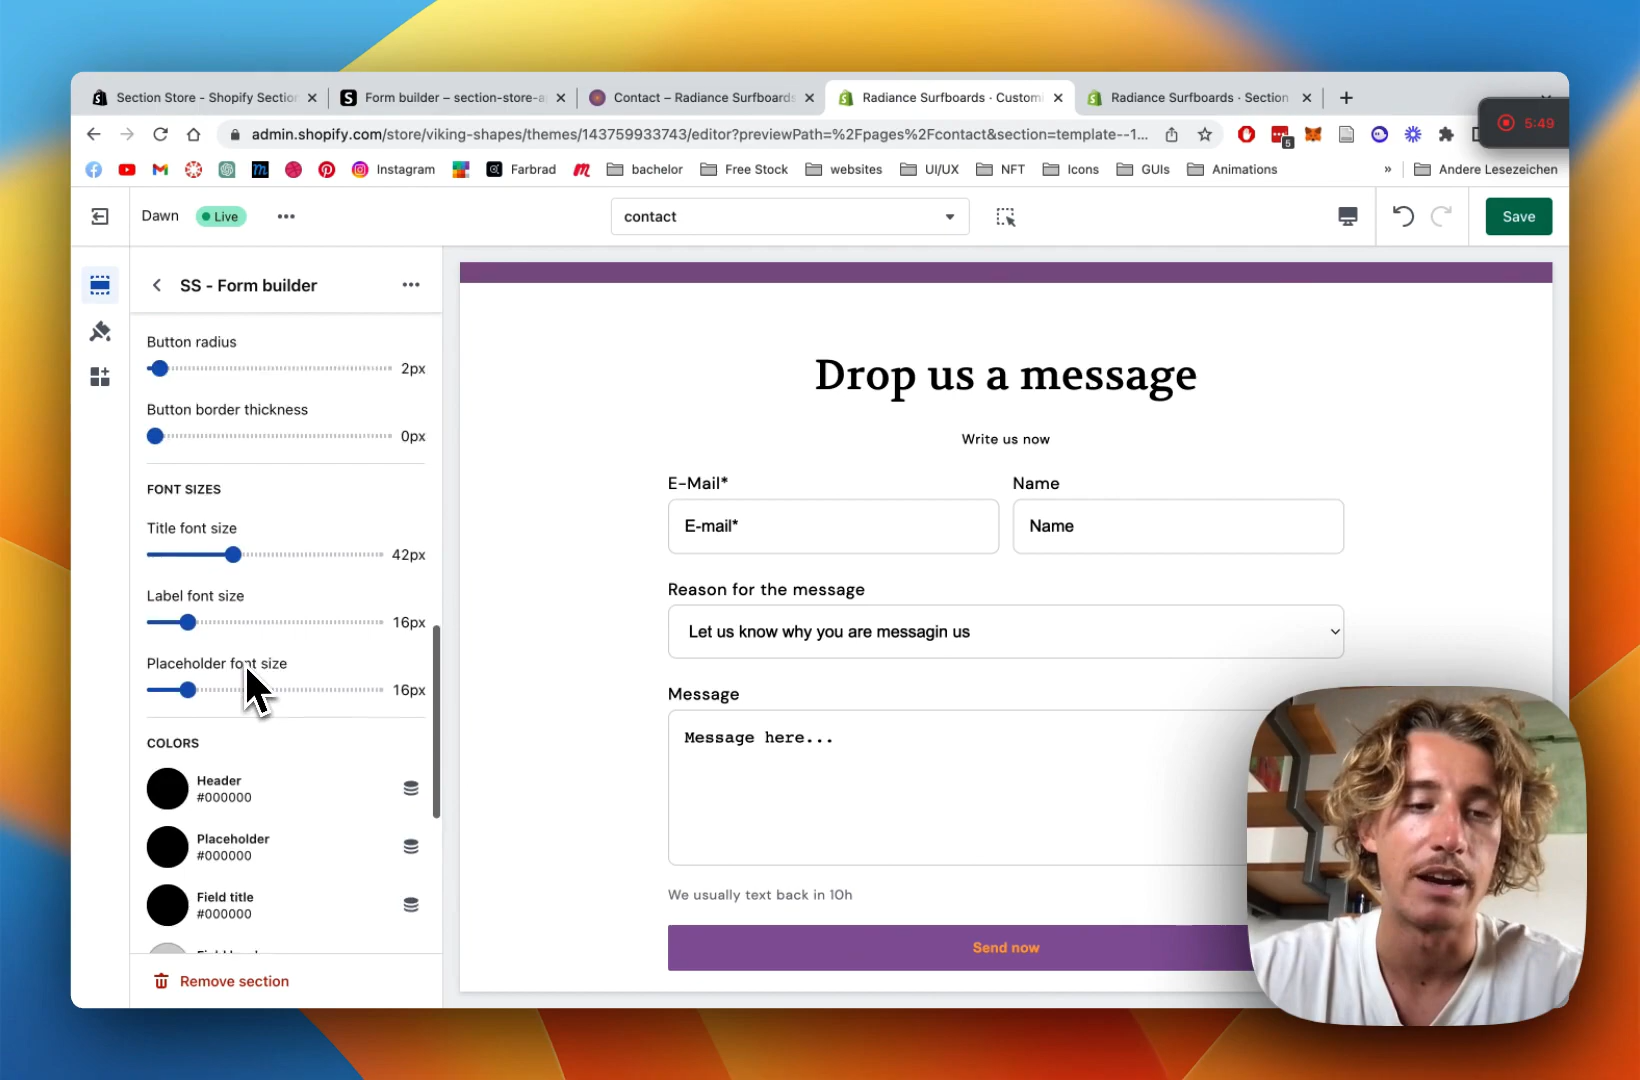 Section Store - Shopify Section
Form builder – section-store-a
Contact – Radiance Surfboards
Radiance Surfboards · Customi
Radiance Surfboards · Section
5:49
admin.shopify.com/store/viking-shapes/themes/143759933743/editor?previewPath=%2Fpages%2Fcontact&section=template--1...
5
Instagram
Farbrad
bachelor
Free Stock
websites
UI/UX
NFT
Icons
GUIs
Animations
»
Andere Lesezeichen
Dawn
Live
contact
Save
SS - Form builder
Button radius
2px
Button border thickness
0px
FONT SIZES
Title font size
42px
Label font size
16px
Placeholder font size
16px
COLORS
Header
#000000
Placeholder
#000000
Field title
#000000
Remove section
Drop us a message
Write us now
E-Mail*
Name
E-mail*
Name
Reason for the message
Let us know why you are messagin us
Message
Message here...
We usually text back in 10h
Send now